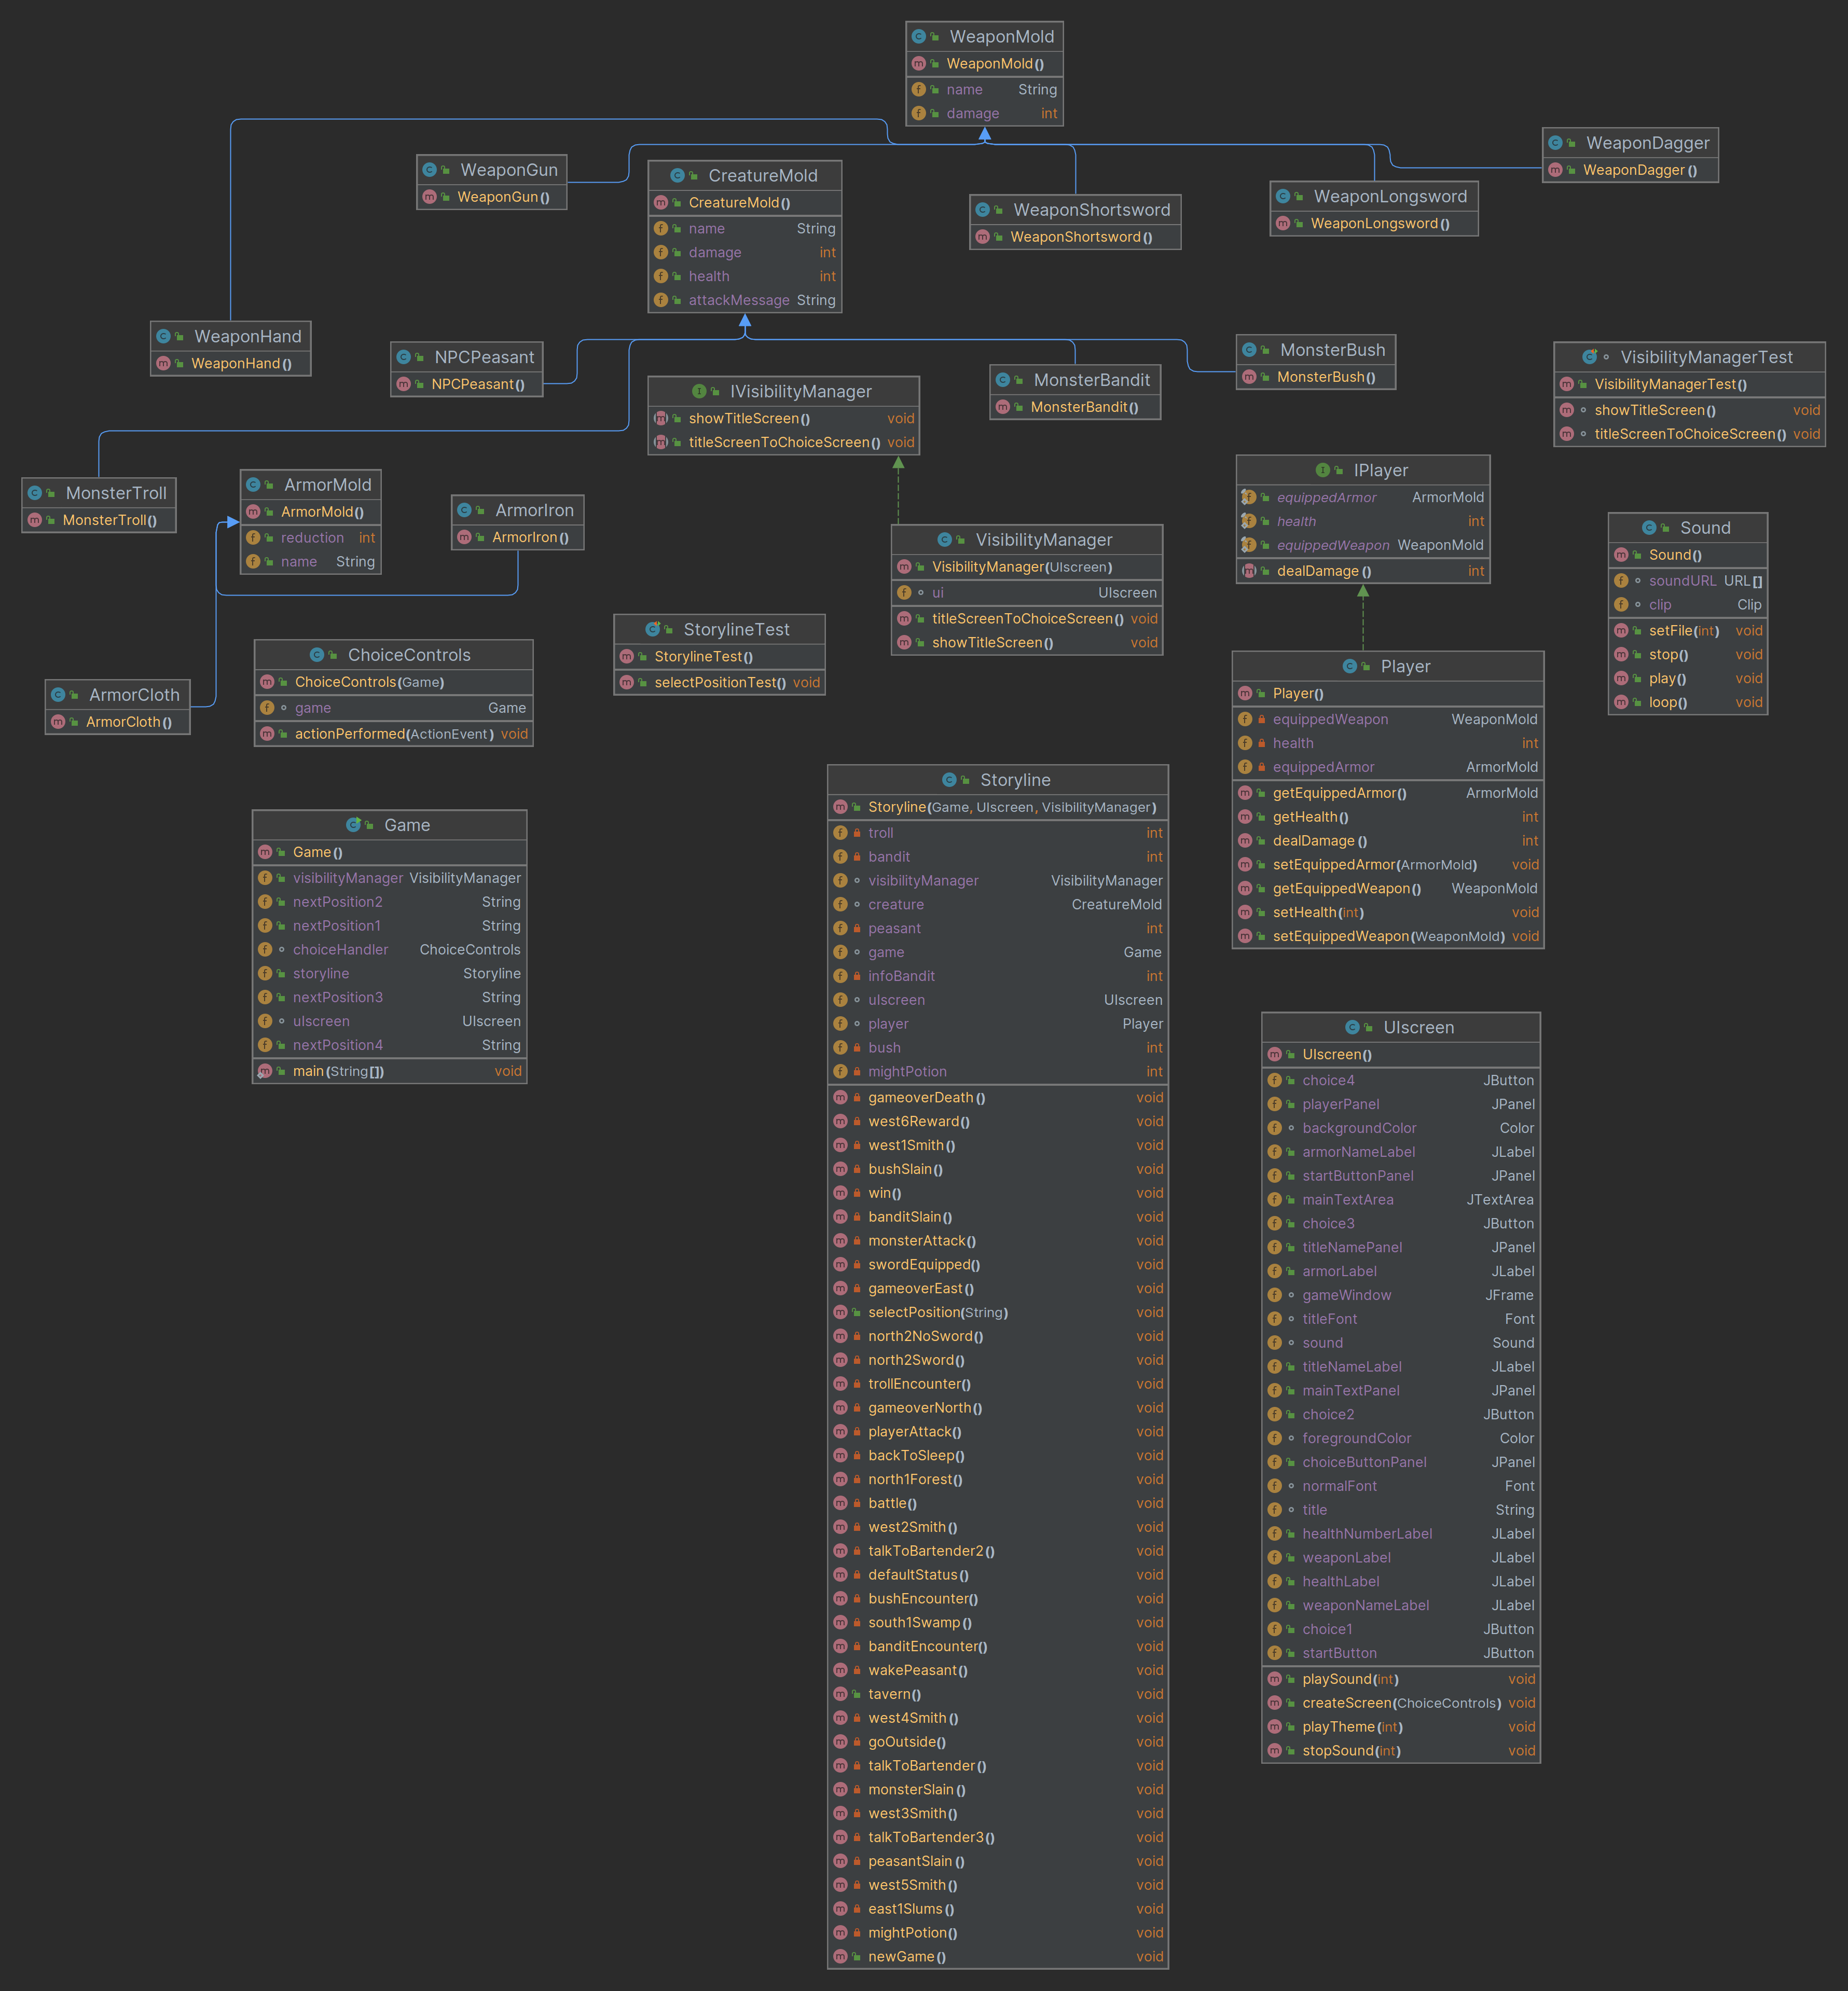 WeaponMold
WeaponMold()
name String
damage int
WeaponGun
WeaponGun()
CreatureMold
CreatureMold()
name String
damage int
health int
attackMessage String
WeaponShortsword
WeaponShortsword()
WeaponLongsword
WeaponLongsword()
WeaponDagger
WeaponDagger()
WeaponHand
WeaponHand()
NPCPeasant
NPCPeasant()
IVisibilityManager
showTitleScreen() void
titleScreenToChoiceScreen() void
MonsterBandit
MonsterBandit()
MonsterBush
MonsterBush()
VisibilityManagerTest
VisibilityManagerTest()
showTitleScreen() void
titleScreenToChoiceScreen() void
MonsterTroll
MonsterTroll()
ArmorMold
ArmorMold()
reduction int
name String
ArmorIron
ArmorIron()
VisibilityManager
VisibilityManager(UIscreen)
ui UIscreen
titleScreenToChoiceScreen() void
showTitleScreen() void
IPlayer
equippedArmor ArmorMold
health int
equippedWeapon WeaponMold
dealDamage() int
Sound
Sound()
soundURL URL[]
clip Clip
setFile(int) void
stop() void
play() void
loop() void
ArmorCloth
ArmorCloth()
ChoiceControls
ChoiceControls(Game)
game Game
actionPerformed(ActionEvent) void
StorylineTest
StorylineTest()
selectPositionTest() void
Player
Player()
equippedWeapon WeaponMold
health int
equippedArmor ArmorMold
getEquippedArmor() ArmorMold
getHealth() int
dealDamage() int
setEquippedArmor(ArmorMold) void
getEquippedWeapon() WeaponMold
setHealth(int) void
setEquippedWeapon(WeaponMold) void
Game
Game()
visibilityManager VisibilityManager
nextPosition2 String
nextPosition1 String
choiceHandler ChoiceControls
storyline Storyline
nextPosition3 String
uIscreen UIscreen
nextPosition4 String
main(String[]) void
Storyline
Storyline(Game, UIscreen, VisibilityManager)
troll int
bandit int
visibilityManager VisibilityManager
creature CreatureMold
peasant int
game Game
infoBandit int
uIscreen UIscreen
player Player
bush int
mightPotion int
gameoverDeath() void
west6Reward() void
west1Smith() void
bushSlain() void
win() void
banditSlain() void
monsterAttack() void
swordEquipped() void
gameoverEast() void
selectPosition(String) void
north2NoSword() void
north2Sword() void
trollEncounter() void
gameoverNorth() void
playerAttack() void
backToSleep() void
north1Forest() void
battle() void
west2Smith() void
talkToBartender2() void
defaultStatus() void
bushEncounter() void
south1Swamp() void
banditEncounter() void
wakePeasant() void
tavern() void
west4Smith() void
goOutside() void
talkToBartender() void
monsterSlain() void
west3Smith() void
talkToBartender3() void
peasantSlain() void
west5Smith() void
east1Slums() void
mightPotion() void
newGame() void
UIscreen
UIscreen()
choice4 JButton
playerPanel JPanel
backgroundColor Color
armorNameLabel JLabel
startButtonPanel JPanel
mainTextArea JTextArea
choice3 JButton
titleNamePanel JPanel
armorLabel JLabel
gameWindow JFrame
titleFont Font
sound Sound
titleNameLabel JLabel
mainTextPanel JPanel
choice2 JButton
foregroundColor Color
choiceButtonPanel JPanel
normalFont Font
title String
healthNumberLabel JLabel
weaponLabel JLabel
healthLabel JLabel
weaponNameLabel JLabel
choice1 JButton
startButton JButton
playSound(int) void
createScreen(ChoiceControls) void
playTheme(int) void
stopSound(int) void